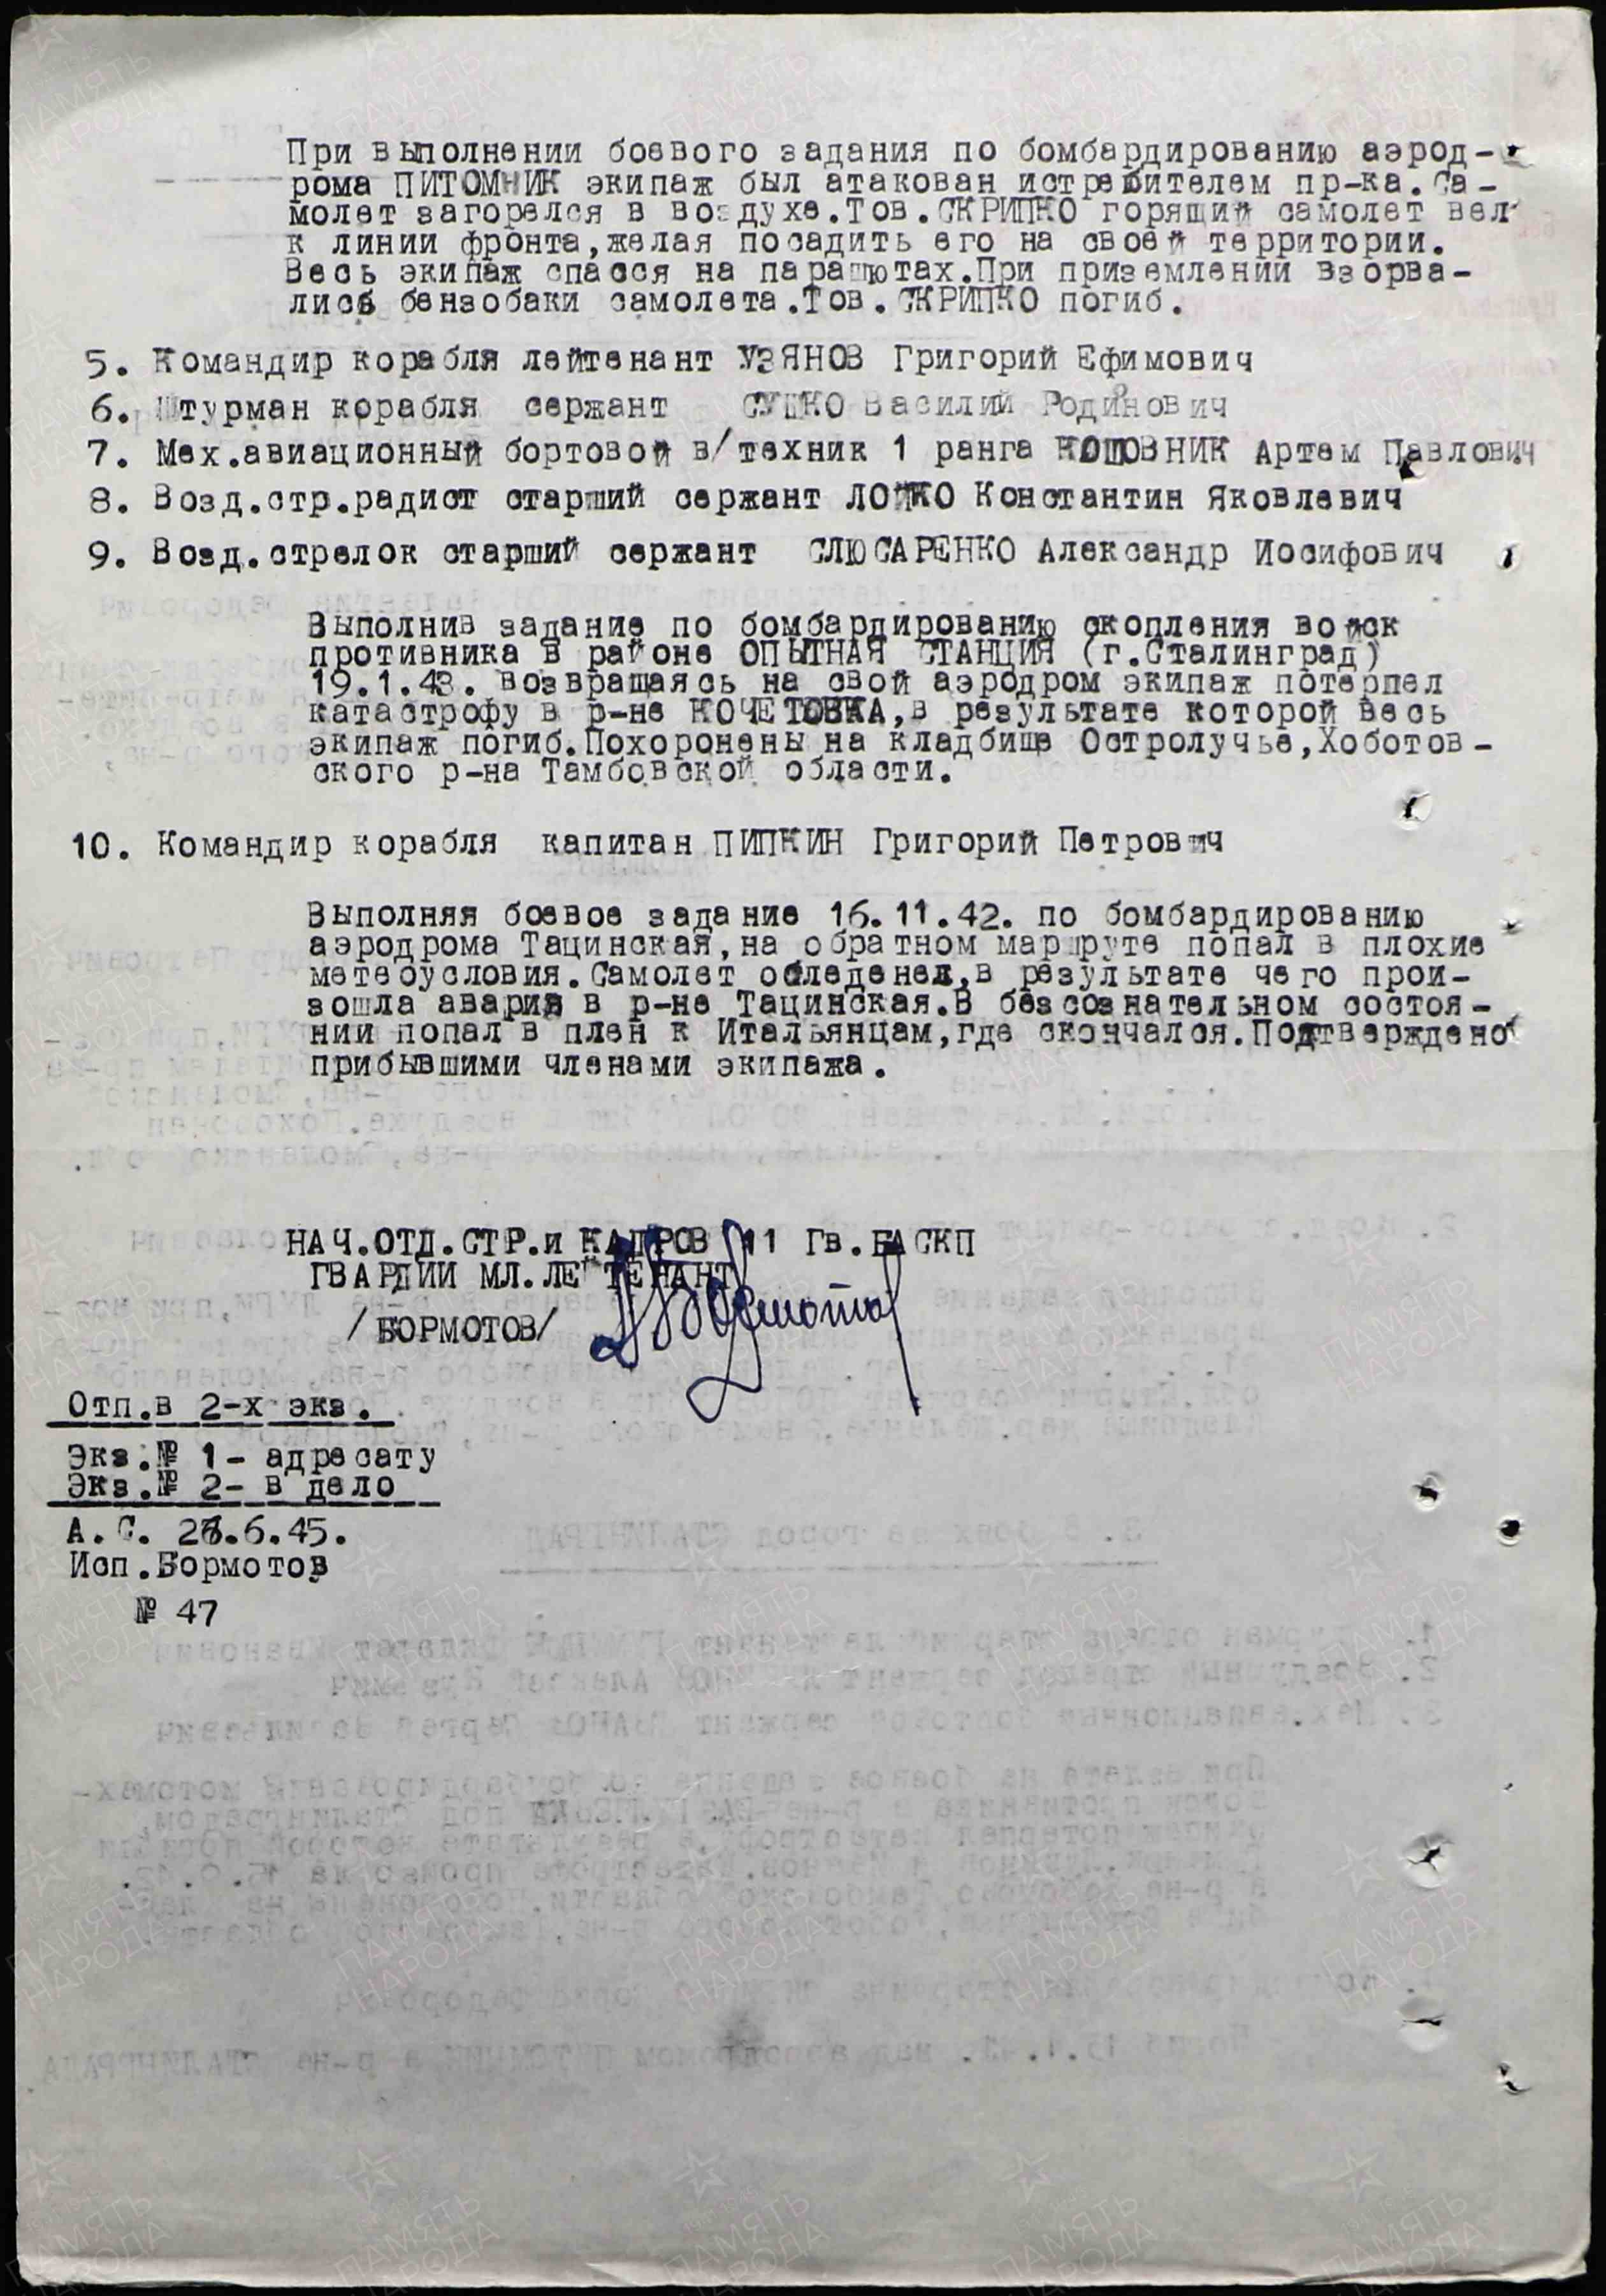 При выполнении боевого задания по бомбардированию аэрод-
рома ПИТОМНИК экипаж был атакован истребителем пр-ка. Са-
молет загорелся в воздухе. Тов. СКРИПКО горящий самолет вел
к линии фронта, желая посадить его на своей территории.
Весь экипаж спасся на парашютах. При приземлении взорва-
лись бензобаки самолета. Тов. СКРИПКО погиб.
5. Командир корабля лейтенант УЗЯНОВ Григорий Ефимович
6. Штурман корабля сержант СУШКО Василий Родионович
7. Мех.авиационный бортовой в/техник 1 ранга КОШОВНИК Артем Павлович
8. Возд.стр.радист старший сержант ЛОЙКО Константин Яковлевич
9. Возд.стрелок старший сержант СЛЮСАРЕНКО Александр Иосифович
Выполнив задание по бомбардированию скопления войск
противника в районе ОПЫТНАЯ СТАНЦИЯ (г.Сталинград)
19.1.43. возвращаясь на свой аэродром экипаж потерпел
катастрофу в р-не КОЧЕТОВКА, в результате которой весь
экипаж погиб. Похоронены на кладбище Остролучье, Хоботов-
ского р-на Тамбовской области.
10. Командир корабля капитан ПИПКИН Григорий Петрович
Выполняя боевое задание 16.11.42. по бомбардированию
аэродрома Тацинская, на обратном маршруте попал в плохие
метеоусловия. Самолет обледенел, в результате чего прои-
зошла авария в р-не Тацинская. В безсознательном состоя-
нии попал в плен к Итальянцам, где скончался. Подтверждено
прибывшими членами экипажа.
НАЧ.ОТД.СТР.и КАДРОВ 11 Гв.БАСКП
ГВАРДИИ МЛ.ЛЕЙТЕНАНТ
/БОРМОТОВ/
Отп.в 2-х экз.
Экз.№ 1- адресату
Экз.№ 2- в дело
А.С. 26.6.45.
Исп.Бормотов
№ 47